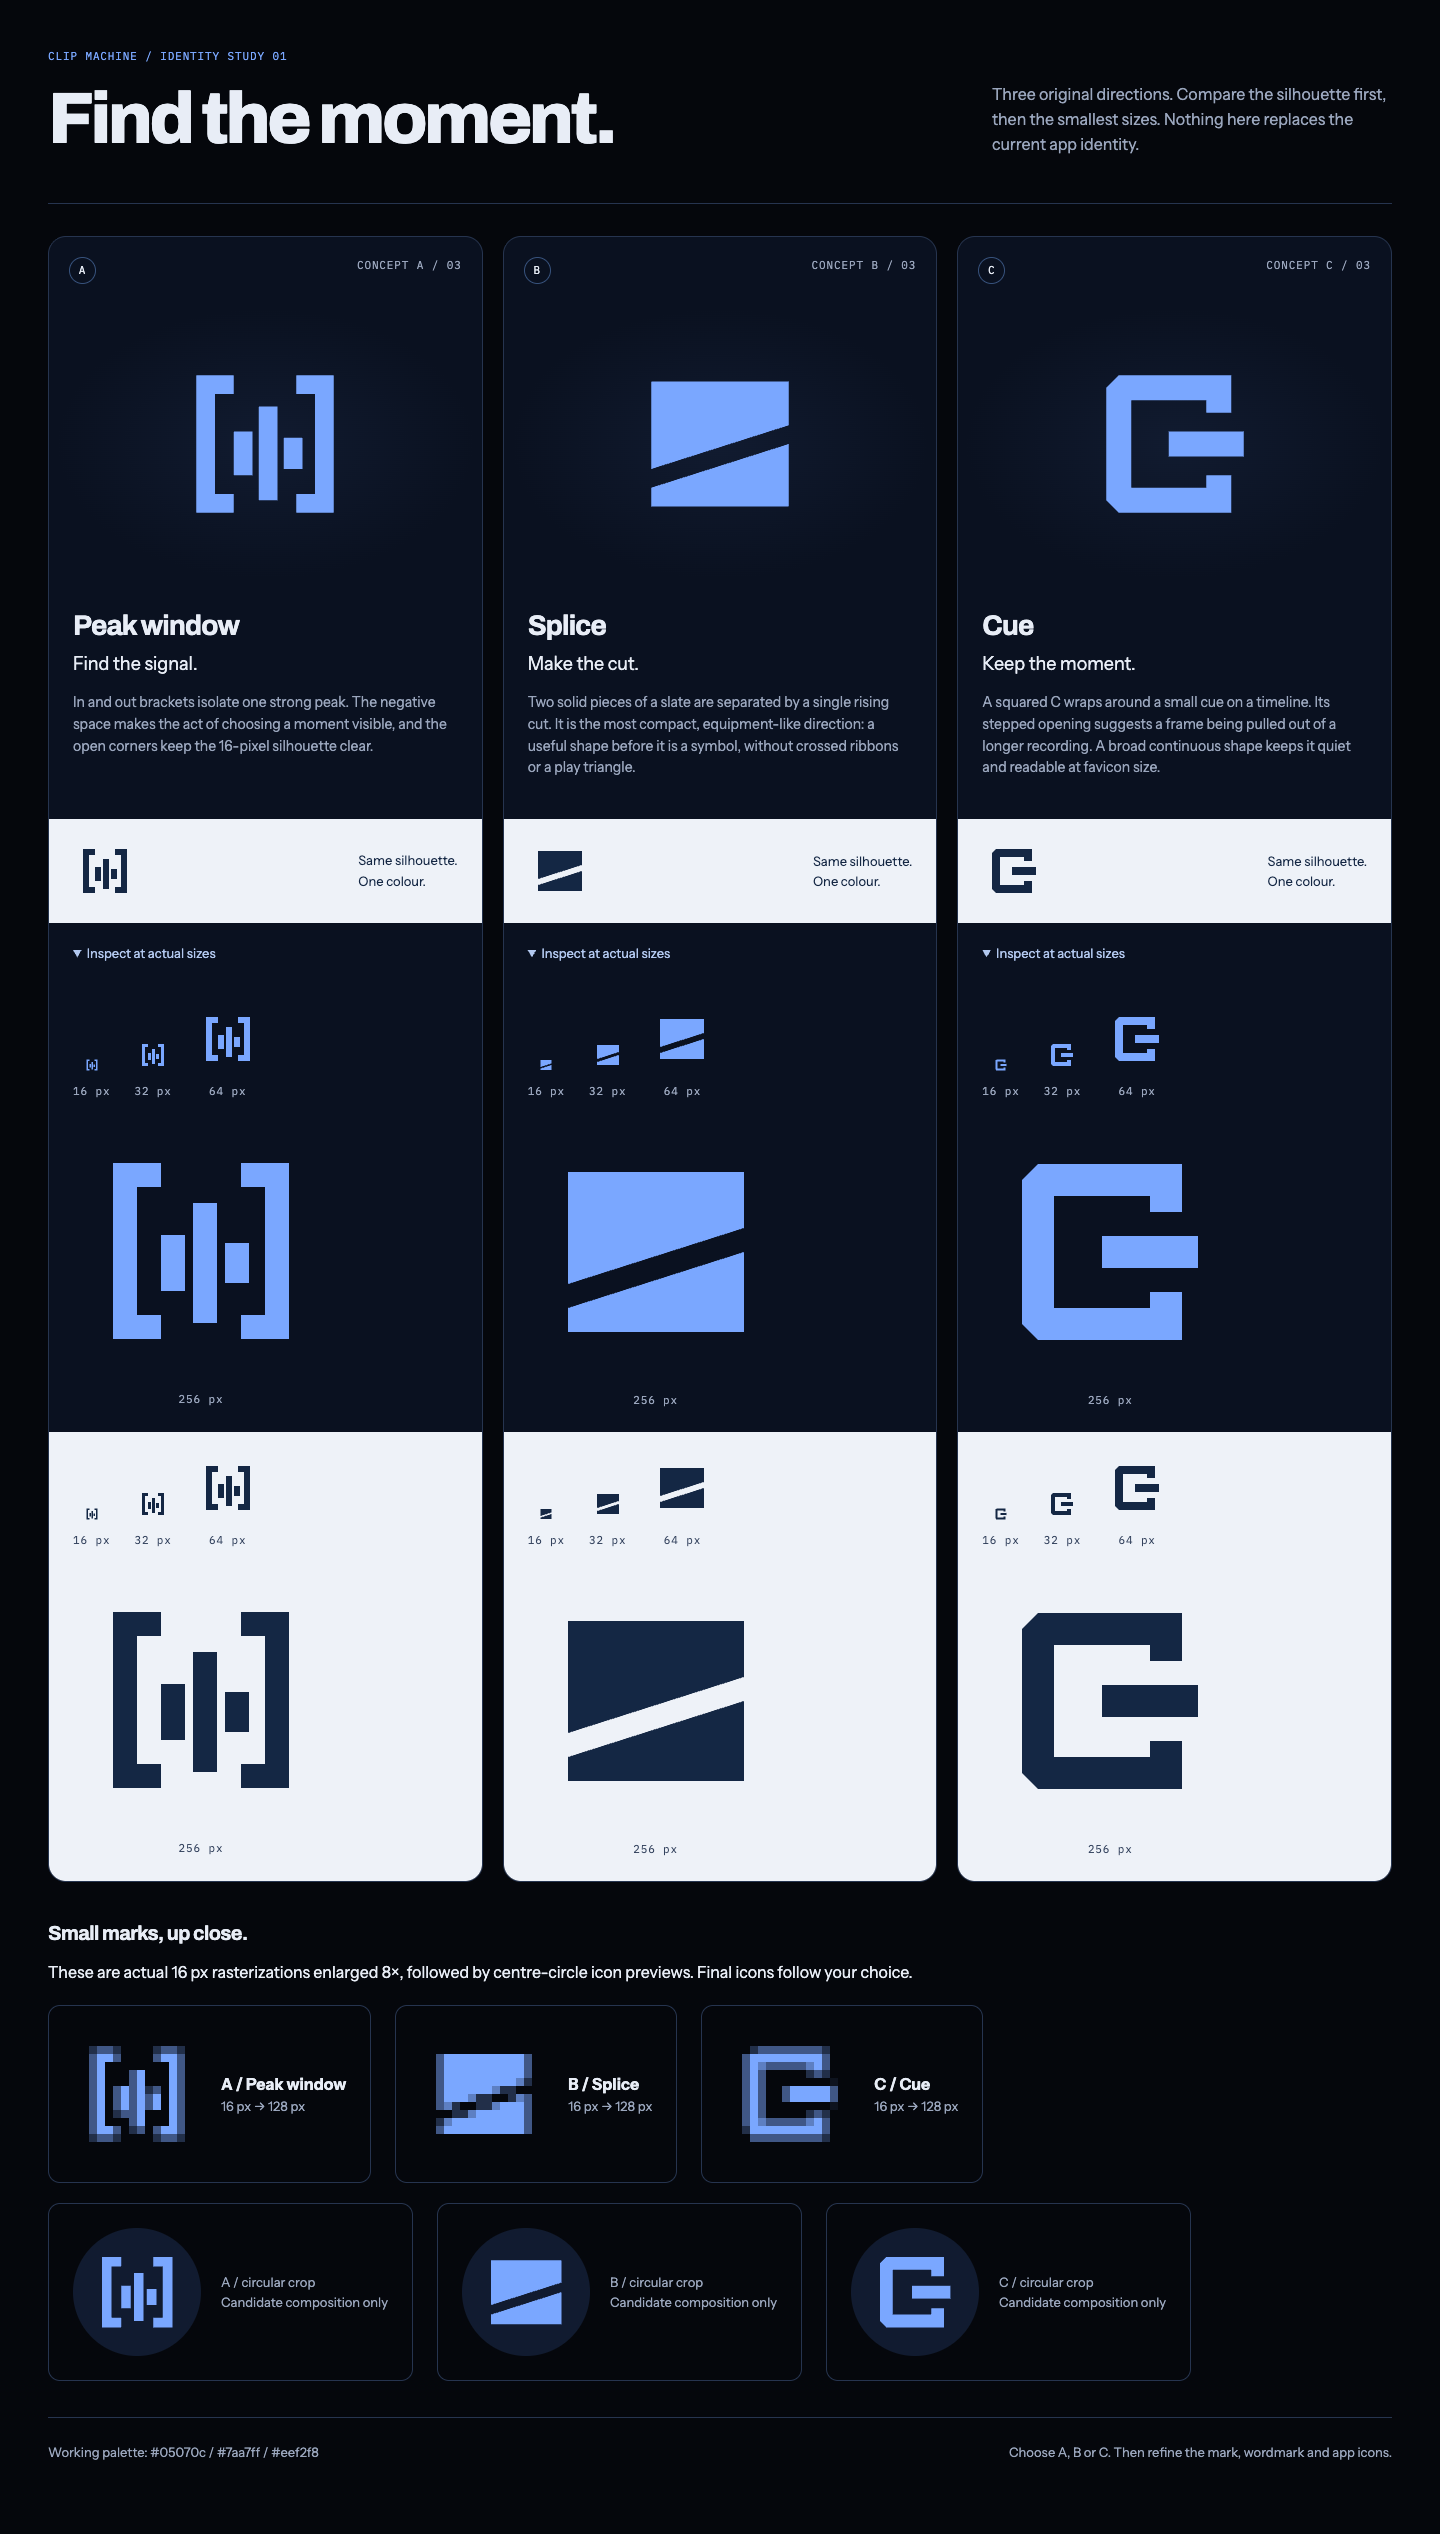 CLIP MACHINE / IDENTITY STUDY 01
Find the moment.
Three original directions. Compare the silhouette first,
then the smallest sizes. Nothing here replaces the
current app identity.
A
CONCEPT A / 03
Peak window
Find the signal.
In and out brackets isolate one strong peak. The negative
space makes the act of choosing a moment visible, and the
open corners keep the 16-pixel silhouette clear.
Same silhouette.
One colour.
▼ Inspect at actual sizes
16 px
32 px
64 px
256 px
16 px
32 px
64 px
256 px
B
CONCEPT B / 03
Splice
Make the cut.
Two solid pieces of a slate are separated by a single rising
cut. It is the most compact, equipment-like direction: a
useful shape before it is a symbol, without crossed ribbons
or a play triangle.
Same silhouette.
One colour.
▼ Inspect at actual sizes
16 px
32 px
64 px
256 px
16 px
32 px
64 px
256 px
C
CONCEPT C / 03
Cue
Keep the moment.
A squared C wraps around a small cue on a timeline. Its
stepped opening suggests a frame being pulled out of a
longer recording. A broad continuous shape keeps it quiet
and readable at favicon size.
Same silhouette.
One colour.
▼ Inspect at actual sizes
16 px
32 px
64 px
256 px
16 px
32 px
64 px
256 px
Small marks, up close.
These are actual 16 px rasterizations enlarged 8×, followed by centre-circle icon previews. Final icons follow your choice.
A / Peak window
16 px → 128 px
B / Splice
16 px → 128 px
C / Cue
16 px → 128 px
A / circular crop
Candidate composition only
B / circular crop
Candidate composition only
C / circular crop
Candidate composition only
Working palette: #05070c / #7aa7ff / #eef2f8
Choose A, B or C. Then refine the mark, wordmark and app icons.